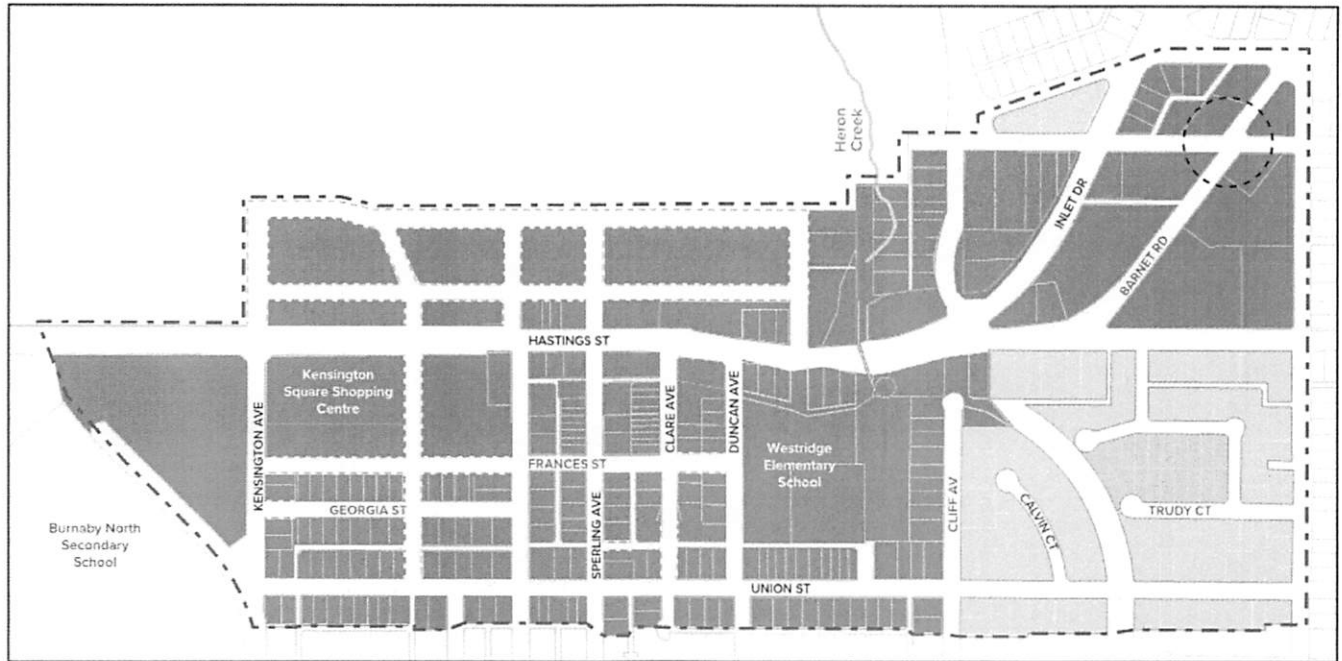 Heron
Creek
INLET DR
BARNET RD
HASTINGS ST
Kensington
Square Shopping
Centre
KENSINGTON AVE
CLARE AVE
DUNCAN AVE
FRANCES ST
Westridge
Elementary
School
GEORGIA ST
SPERLING AVE
CLIFF AV
CALVIN CT
TRUDY CT
Burnaby North
Secondary
School
UNION ST